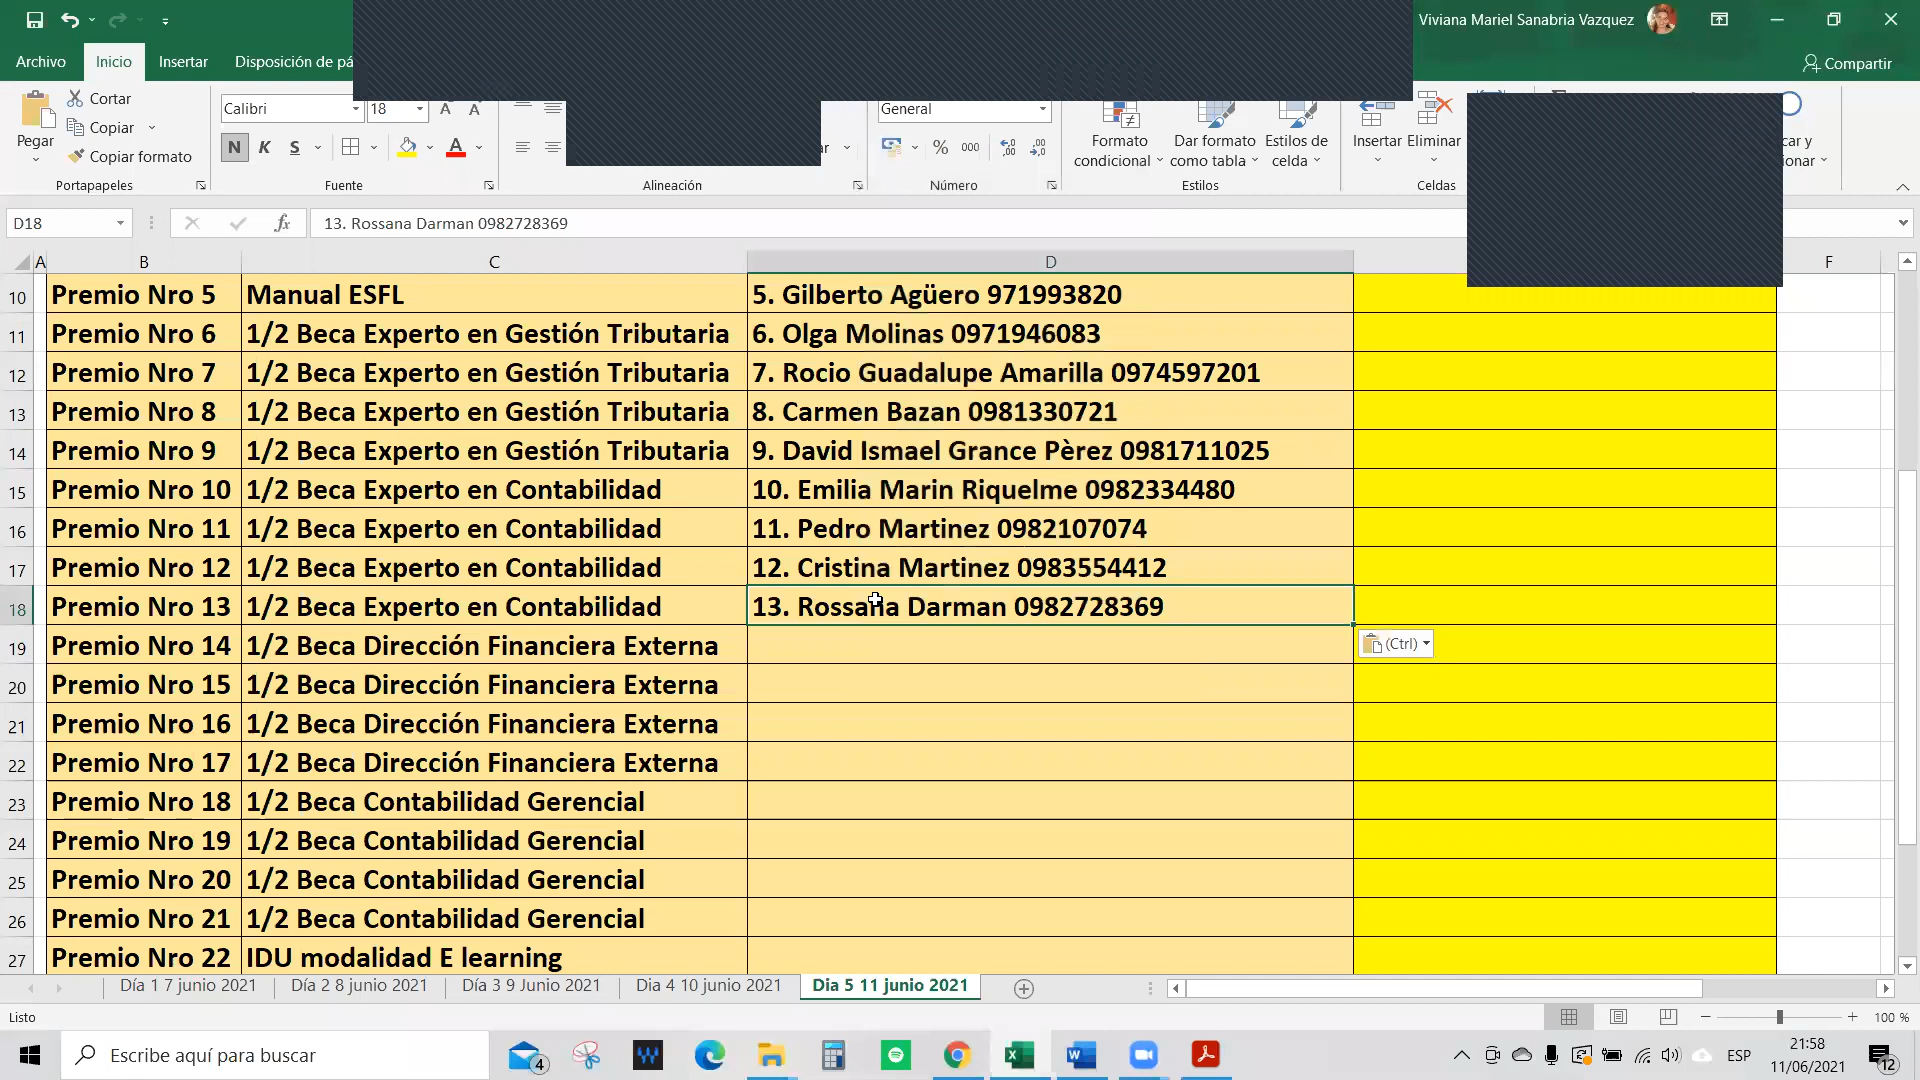 Viviana Mariel Sanabria Vazquez
Archivo Inicio Insertar Disposición de pá
Compartir
Pegar
Cortar
Copiar
Copiar formato
Portapapeles
Calibri 18
N K S
Fuente
Alineación
General
% 000
Número
Formato condicional
Dar formato como tabla
Estilos de celda
Estilos
Insertar Eliminar
Celdas
D18 fx 13. Rossana Darman 0982728369
A B C D F
10 Premio Nro 5 Manual ESFL 5. Gilberto Agüero 971993820
11 Premio Nro 6 1/2 Beca Experto en Gestión Tributaria 6. Olga Molinas 0971946083
12 Premio Nro 7 1/2 Beca Experto en Gestión Tributaria 7. Rocio Guadalupe Amarilla 0974597201
13 Premio Nro 8 1/2 Beca Experto en Gestión Tributaria 8. Carmen Bazan 0981330721
14 Premio Nro 9 1/2 Beca Experto en Gestión Tributaria 9. David Ismael Grance Pèrez 0981711025
15 Premio Nro 10 1/2 Beca Experto en Contabilidad 10. Emilia Marin Riquelme 0982334480
16 Premio Nro 11 1/2 Beca Experto en Contabilidad 11. Pedro Martinez 0982107074
17 Premio Nro 12 1/2 Beca Experto en Contabilidad 12. Cristina Martinez 0983554412
18 Premio Nro 13 1/2 Beca Experto en Contabilidad 13. Rossana Darman 0982728369
19 Premio Nro 14 1/2 Beca Dirección Financiera Externa
(Ctrl)
20 Premio Nro 15 1/2 Beca Dirección Financiera Externa
21 Premio Nro 16 1/2 Beca Dirección Financiera Externa
22 Premio Nro 17 1/2 Beca Dirección Financiera Externa
23 Premio Nro 18 1/2 Beca Contabilidad Gerencial
24 Premio Nro 19 1/2 Beca Contabilidad Gerencial
25 Premio Nro 20 1/2 Beca Contabilidad Gerencial
26 Premio Nro 21 1/2 Beca Contabilidad Gerencial
27 Premio Nro 22 IDU modalidad E learning
Día 1 7 junio 2021 Día 2 8 junio 2021 Día 3 9 Junio 2021 Dia 4 10 junio 2021 Dia 5 11 junio 2021
Listo 100 %
Escribe aquí para buscar
4
ESP
21:58
11/06/2021
12